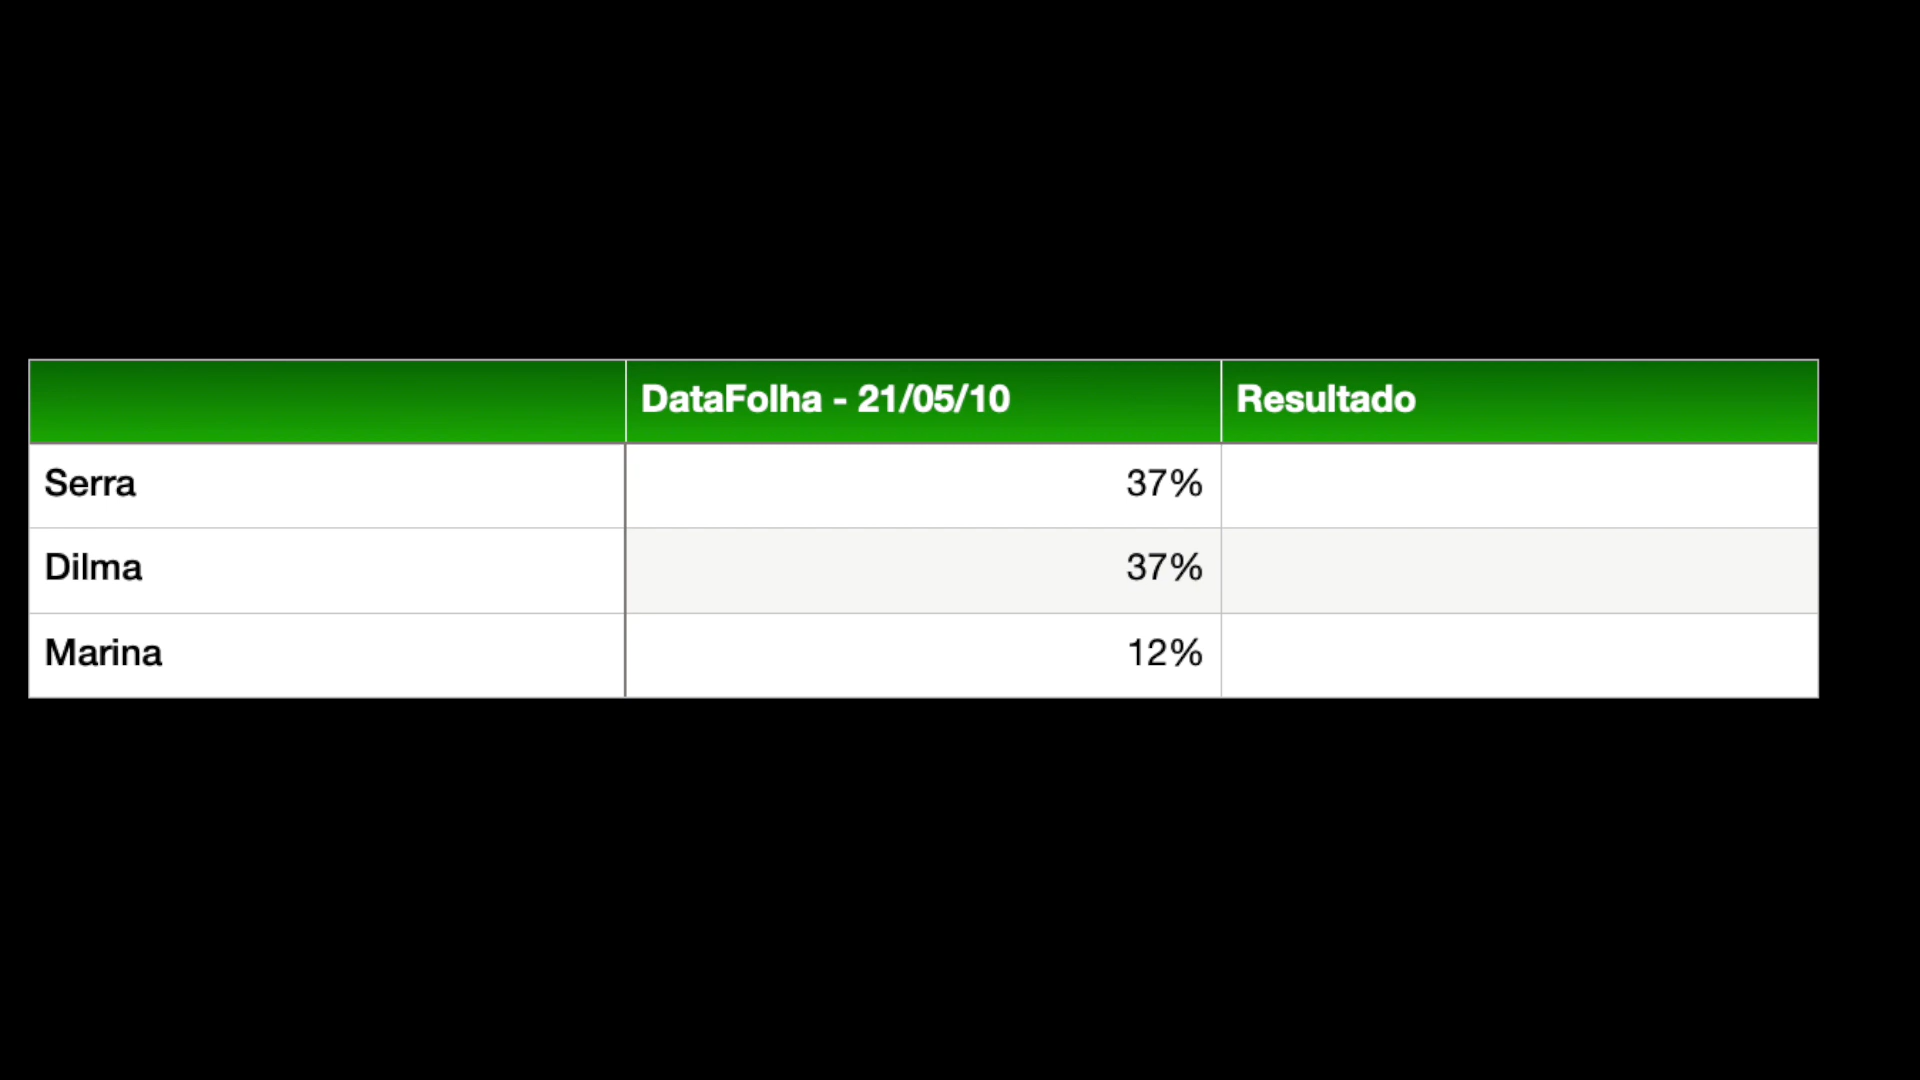 DataFolha - 21/05/10 Resultado
Serra 37%
Dilma 37%
Marina 12%